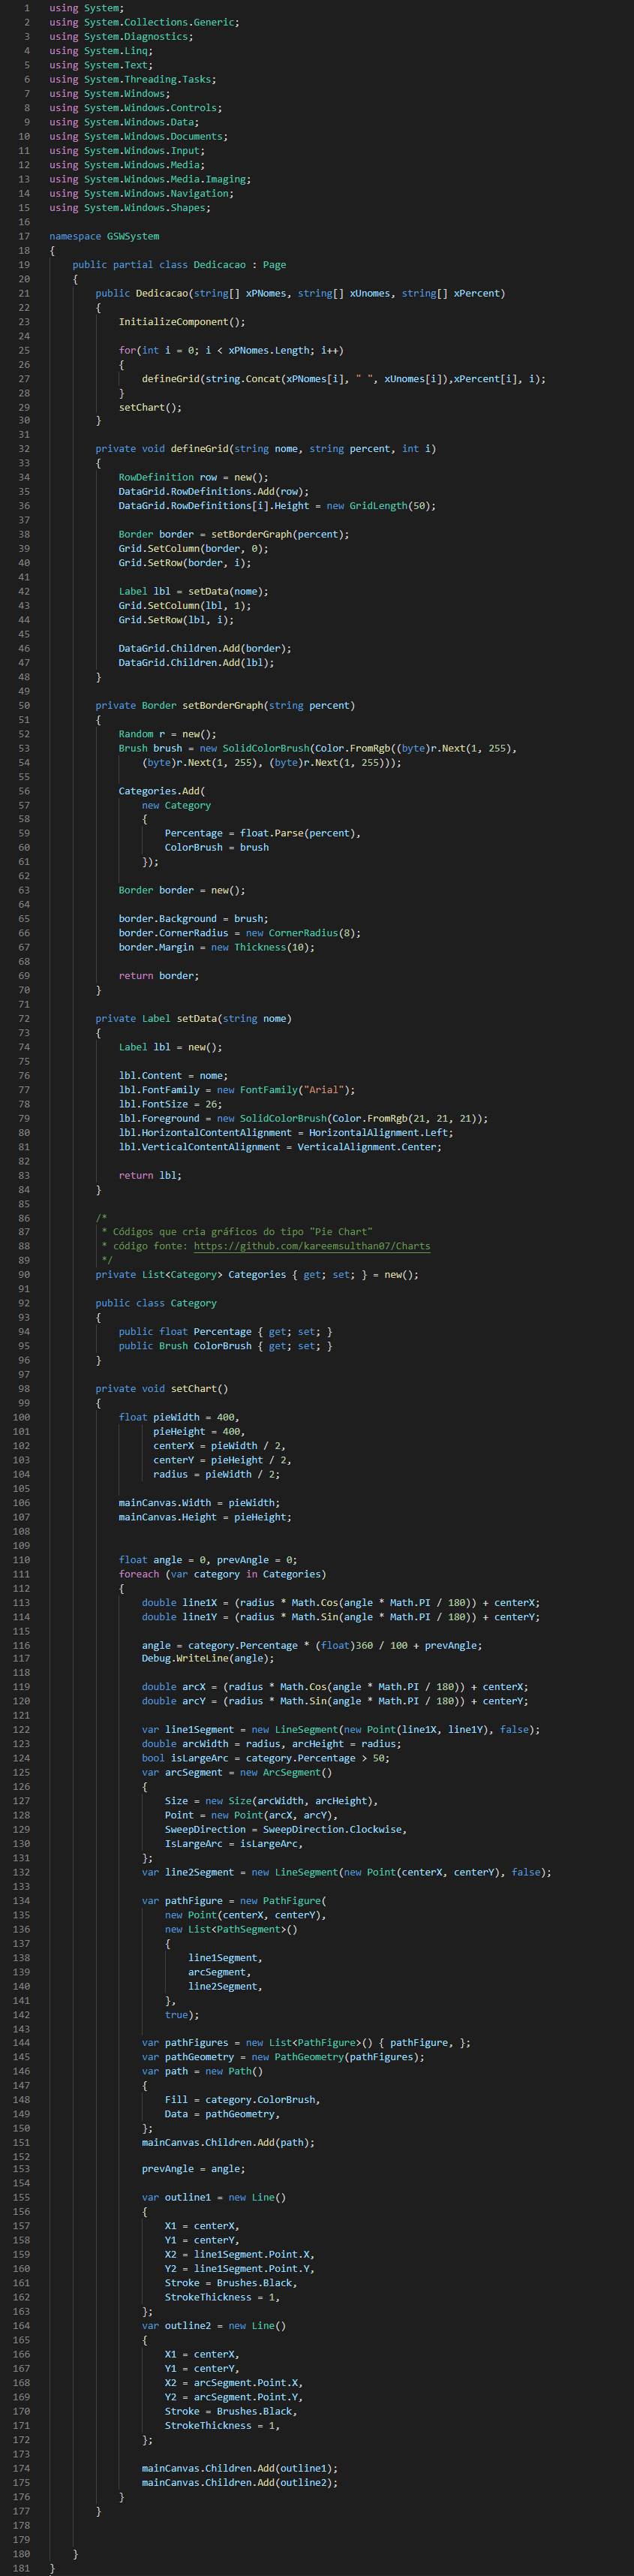 1 using System;
2 using System.Collections.Generic;
3 using System.Diagnostics;
4 using System.Linq;
5 using System.Text;
6 using System.Threading.Tasks;
7 using System.Windows;
8 using System.Windows.Controls;
9 using System.Windows.Data;
10 using System.Windows.Documents;
11 using System.Windows.Input;
12 using System.Windows.Media;
13 using System.Windows.Media.Imaging;
14 using System.Windows.Navigation;
15 using System.Windows.Shapes;
16
17 namespace GSWSystem
18 {
19 public partial class Dedicacao : Page
20 {
21 public Dedicacao(string[] xPNomes, string[] xUnomes, string[] xPercent)
22 {
23 InitializeComponent();
24
25 for(int i = 0; i < xPNomes.Length; i++)
26 {
27 defineGrid(string.Concat(xPNomes[i], " ", xUnomes[i]),xPercent[i], i);
28 }
29 setChart();
30 }
31
32 private void defineGrid(string nome, string percent, int i)
33 {
34 RowDefinition row = new();
35 DataGrid.RowDefinitions.Add(row);
36 DataGrid.RowDefinitions[i].Height = new GridLength(50);
37
38 Border border = setBorderGraph(percent);
39 Grid.SetColumn(border, 0);
40 Grid.SetRow(border, i);
41
42 Label lbl = setData(nome);
43 Grid.SetColumn(lbl, 1);
44 Grid.SetRow(lbl, i);
45
46 DataGrid.Children.Add(border);
47 DataGrid.Children.Add(lbl);
48 }
49
50 private Border setBorderGraph(string percent)
51 {
52 Random r = new();
53 Brush brush = new SolidColorBrush(Color.FromRgb((byte)r.Next(1, 255),
54 (byte)r.Next(1, 255), (byte)r.Next(1, 255)));
55
56 Categories.Add(
57 new Category
58 {
59 Percentage = float.Parse(percent),
60 ColorBrush = brush
61 });
62
63 Border border = new();
64
65 border.Background = brush;
66 border.CornerRadius = new CornerRadius(8);
67 border.Margin = new Thickness(10);
68
69 return border;
70 }
71
72 private Label setData(string nome)
73 {
74 Label lbl = new();
75
76 lbl.Content = nome;
77 lbl.FontFamily = new FontFamily("Arial");
78 lbl.FontSize = 26;
79 lbl.Foreground = new SolidColorBrush(Color.FromRgb(21, 21, 21));
80 lbl.HorizontalContentAlignment = HorizontalAlignment.Left;
81 lbl.VerticalContentAlignment = VerticalAlignment.Center;
82
83 return lbl;
84 }
85
86 /*
87 * Códigos que cria gráficos do tipo "Pie Chart"
88 * código fonte: https://github.com/kareemsulthan07/Charts
89 */
90 private List<Category> Categories { get; set; } = new();
91
92 public class Category
93 {
94 public float Percentage { get; set; }
95 public Brush ColorBrush { get; set; }
96 }
97
98 private void setChart()
99 {
100 float pieWidth = 400,
101 pieHeight = 400,
102 centerX = pieWidth / 2,
103 centerY = pieHeight / 2,
104 radius = pieWidth / 2;
105
106 mainCanvas.Width = pieWidth;
107 mainCanvas.Height = pieHeight;
108
109
110 float angle = 0, prevAngle = 0;
111 foreach (var category in Categories)
112 {
113 double line1X = (radius * Math.Cos(angle * Math.PI / 180)) + centerX;
114 double line1Y = (radius * Math.Sin(angle * Math.PI / 180)) + centerY;
115
116 angle = category.Percentage * (float)360 / 100 + prevAngle;
117 Debug.WriteLine(angle);
118
119 double arcX = (radius * Math.Cos(angle * Math.PI / 180)) + centerX;
120 double arcY = (radius * Math.Sin(angle * Math.PI / 180)) + centerY;
121
122 var line1Segment = new LineSegment(new Point(line1X, line1Y), false);
123 double arcWidth = radius, arcHeight = radius;
124 bool isLargeArc = category.Percentage > 50;
125 var arcSegment = new ArcSegment()
126 {
127 Size = new Size(arcWidth, arcHeight),
128 Point = new Point(arcX, arcY),
129 SweepDirection = SweepDirection.Clockwise,
130 IsLargeArc = isLargeArc,
131 };
132 var line2Segment = new LineSegment(new Point(centerX, centerY), false);
133
134 var pathFigure = new PathFigure(
135 new Point(centerX, centerY),
136 new List<PathSegment>()
137 {
138 line1Segment,
139 arcSegment,
140 line2Segment,
141 },
142 true);
143
144 var pathFigures = new List<PathFigure>() { pathFigure, };
145 var pathGeometry = new PathGeometry(pathFigures);
146 var path = new Path()
147 {
148 Fill = category.ColorBrush,
149 Data = pathGeometry,
150 };
151 mainCanvas.Children.Add(path);
152
153 prevAngle = angle;
154
155 var outline1 = new Line()
156 {
157 X1 = centerX,
158 Y1 = centerY,
159 X2 = line1Segment.Point.X,
160 Y2 = line1Segment.Point.Y,
161 Stroke = Brushes.Black,
162 StrokeThickness = 1,
163 };
164 var outline2 = new Line()
165 {
166 X1 = centerX,
167 Y1 = centerY,
168 X2 = arcSegment.Point.X,
169 Y2 = arcSegment.Point.Y,
170 Stroke = Brushes.Black,
171 StrokeThickness = 1,
172 };
173
174 mainCanvas.Children.Add(outline1);
175 mainCanvas.Children.Add(outline2);
176 }
177 }
178
179
180 }
181 }